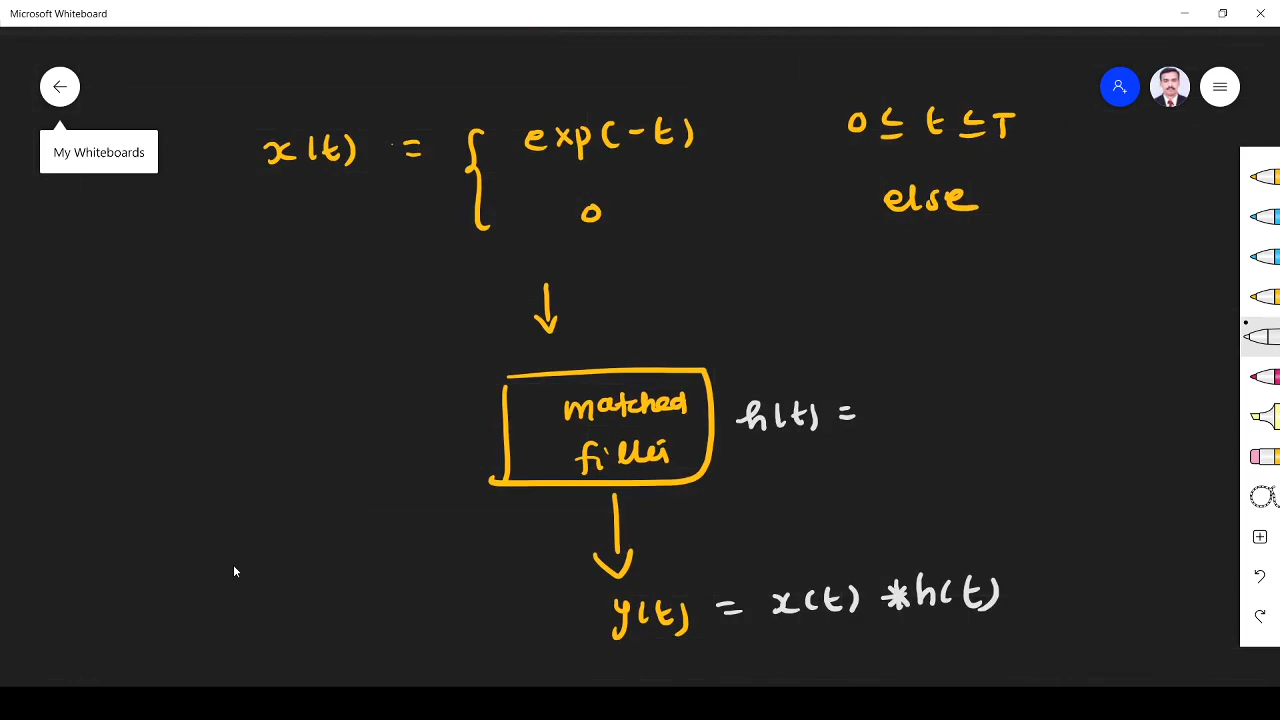 Microsoft Whiteboard
My Whiteboards
x(t) = { exp(-t) 0 ≤ t ≤ T
0 else
↓
matched
filter
h(t) =
↓
y(t) = x(t) * h(t)